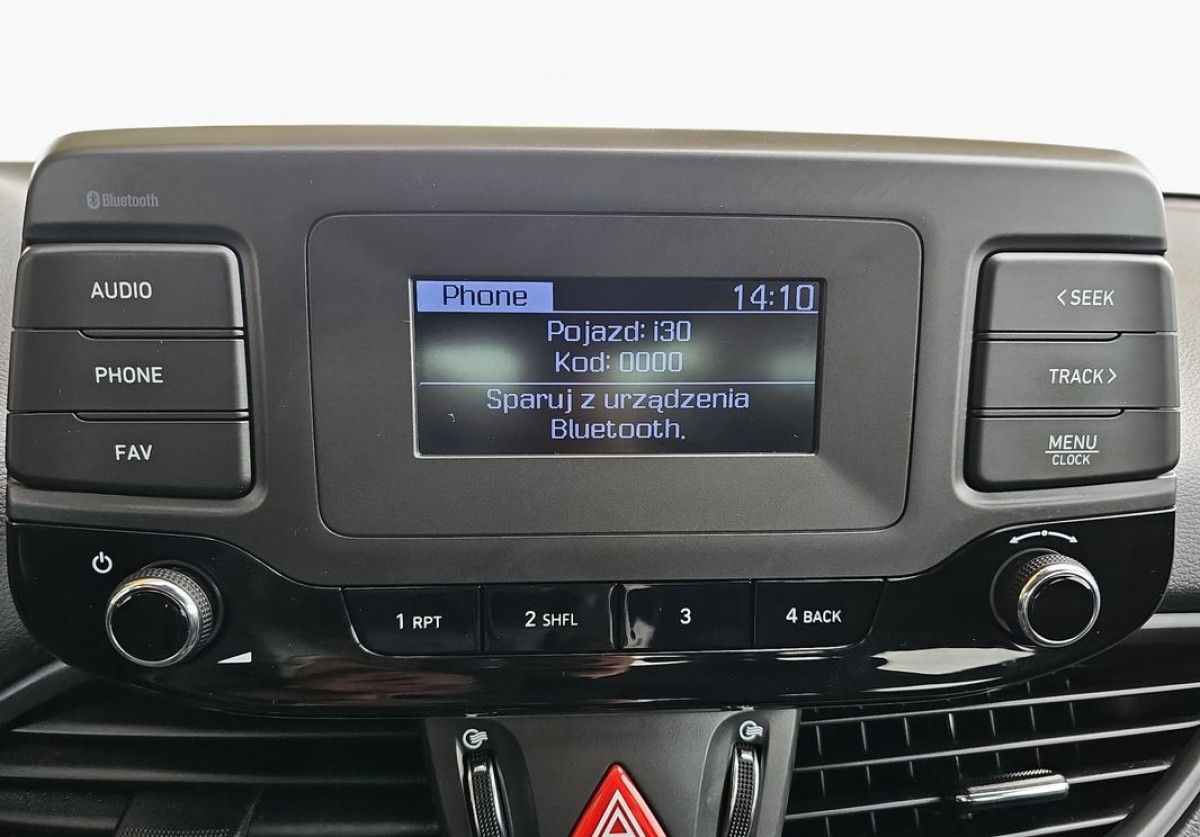 Bluetooth
AUDIO
PHONE
FAV
Phone 14:10
Pojazd: i30
Kod: 0000
Sparuj z urządzenia
Bluetooth.
< SEEK
TRACK >
MENU
CLOCK
1 RPT
2 SHFL
3
4 BACK